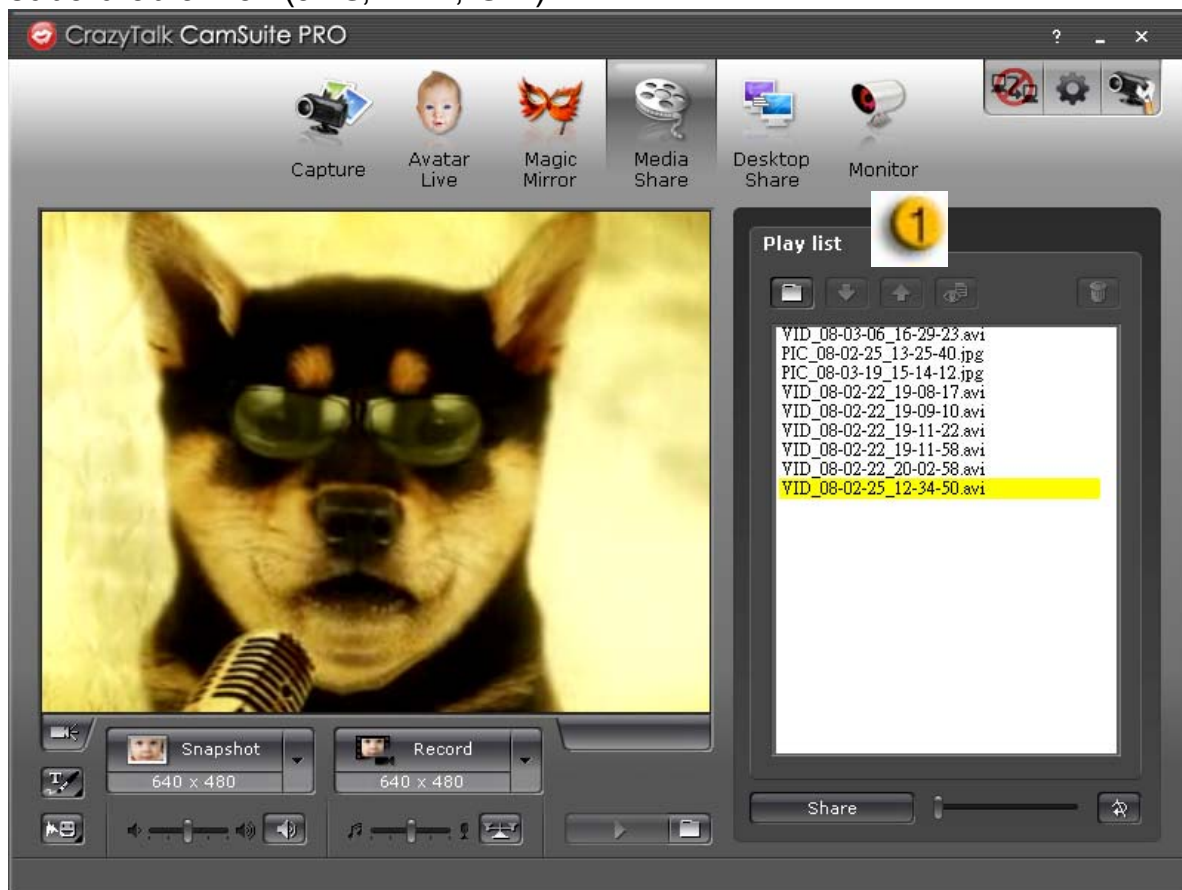 CrazyTalk CamSuite PRO
?
Capture
Avatar Live
Magic Mirror
Media Share
Desktop Share
Monitor
1
Play list
VID_08-03-06_16-29-23.avi
PIC_08-02-25_13-25-40.jpg
PIC_08-03-19_15-14-12.jpg
VID_08-02-22_19-08-17.avi
VID_08-02-22_19-09-10.avi
VID_08-02-22_19-11-22.avi
VID_08-02-22_19-11-58.avi
VID_08-02-22_20-02-58.avi
VID_08-02-25_12-34-50.avi
Snapshot
640 x 480
Record
640 x 480
Share